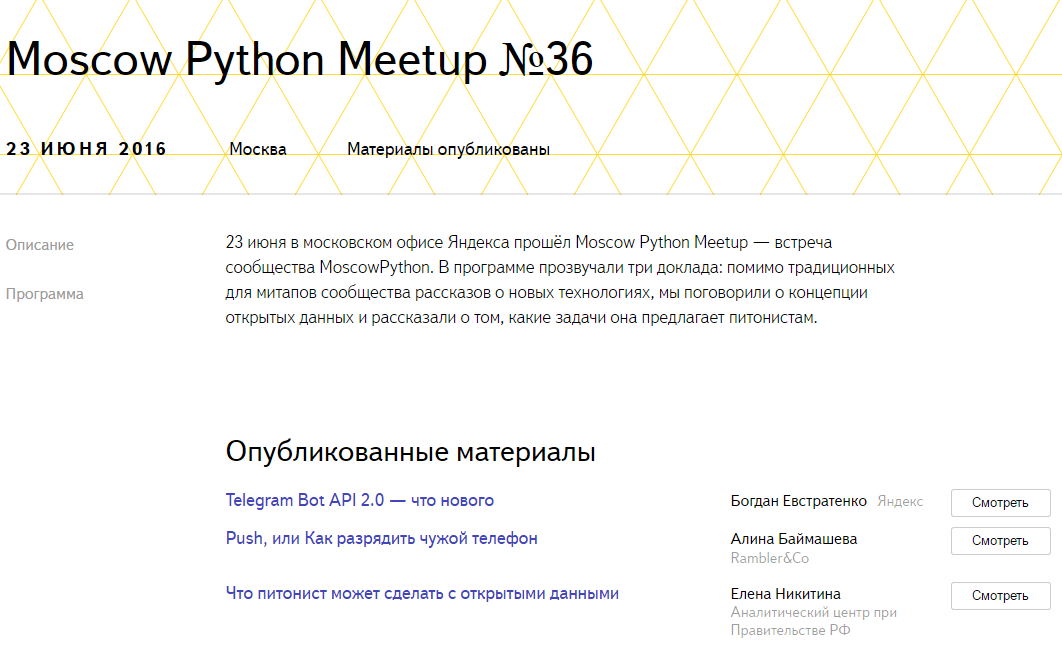 Moscow Python Meetup №36
23 ИЮНЯ 2016 Москва Материалы опубликованы
Описание
Программа
23 июня в московском офисе Яндекса прошёл Moscow Python Meetup — встреча
сообщества MoscowPython. В программе прозвучали три доклада: помимо традиционных
для митапов сообщества рассказов о новых технологиях, мы поговорили о концепции
открытых данных и рассказали о том, какие задачи она предлагает питонистам.
Опубликованные материалы
Telegram Bot API 2.0 — что нового Богдан Евстратенко Яндекс Смотреть
Push, или Как разрядить чужой телефон Алина Баймашева Смотреть
Rambler&Co
Что питонист может сделать с открытыми данными Елена Никитина Смотреть
Аналитический центр при
Правительстве РФ